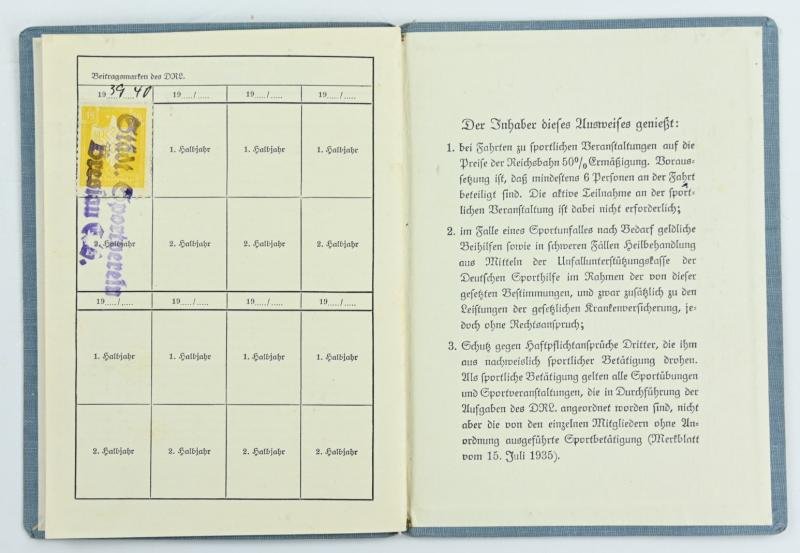 Beitragsmarken des DRL.
1939/40 19...../..... 19...../..... 19...../.....
1. Halbjahr 1. Halbjahr 1. Halbjahr
Städt. Sportverein
Breslau E.V.
2. Halbjahr 2. Halbjahr 2. Halbjahr 2. Halbjahr
19...../..... 19...../..... 19...../..... 19...../.....
1. Halbjahr 1. Halbjahr 1. Halbjahr 1. Halbjahr
2. Halbjahr 2. Halbjahr 2. Halbjahr 2. Halbjahr
Der Inhaber dieses Ausweises genießt:
1. bei Fahrten zu sportlichen Veranstaltungen auf die
Preise der Reichsbahn 50% Ermäßigung. Voraus-
setzung ist, daß mindestens 6 Personen an der Fahrt
beteiligt sind. Die aktive Teilnahme an der sport-
lichen Veranstaltung ist dabei nicht erforderlich;
2. im Falle eines Sportunfalles nach Bedarf geldliche
Beihilfen sowie in schweren Fällen Heilbehandlung
aus Mitteln der Unfallunterstützungskasse der
Deutschen Sporthilfe im Rahmen der von dieser
gesetzten Bestimmungen, und zwar zusätzlich zu den
Leistungen der gesetzlichen Krankenversicherung, je-
doch ohne Rechtsanspruch;
3. Schutz gegen Haftpflichtansprüche Dritter, die ihm
aus nachweislich sportlicher Betätigung drohen.
Als sportliche Betätigung gelten alle Sportübungen
und Sportveranstaltungen, die in Durchführung der
Aufgaben des DRL. angeordnet worden sind, nicht
aber die von den einzelnen Mitgliedern ohne An-
ordnung ausgeführte Sportbetätigung (Merkblatt
vom 15. Juli 1935).